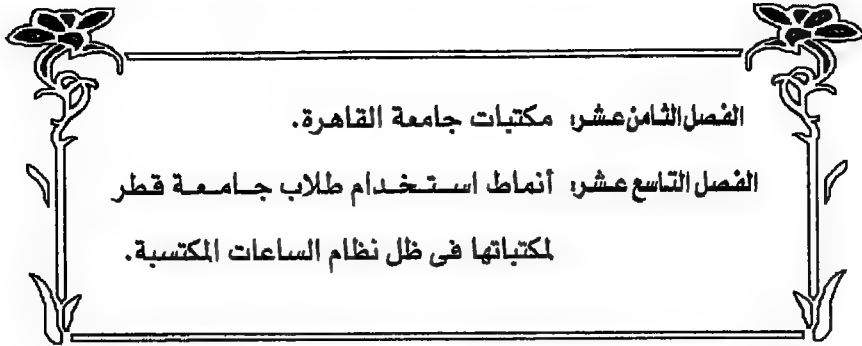 الفصل الثامن عشر: مكتبات جامعة القاهرة.
الفصل التاسع عشر: أنماط استخدام طلاب جامعة قطر
لمكتباتها فى ظل نظام الساعات المكتسبة.